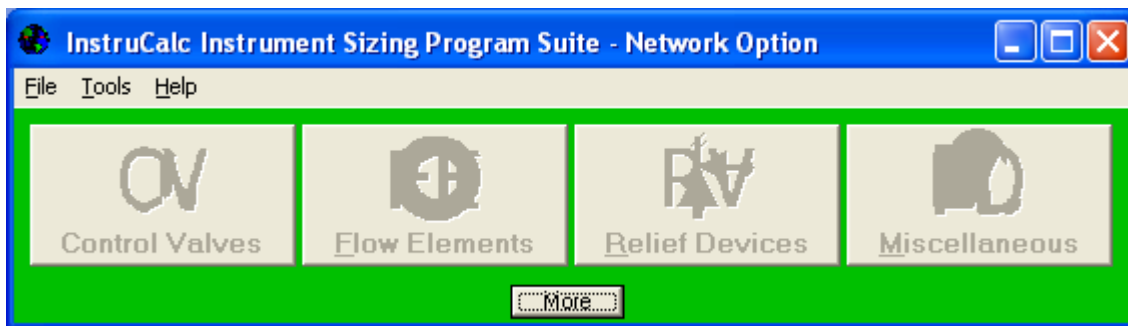 InstruCalc Instrument Sizing Program Suite - Network Option
File Tools Help
CV FE RV
Control Valves Flow Elements Relief Devices Miscellaneous
More